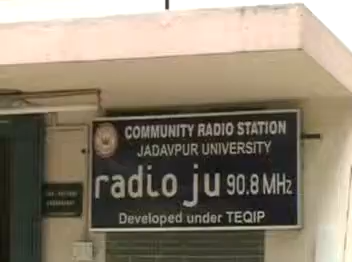 COMMUNITY RADIO STATION
JADAVPUR UNIVERSITY
radio ju 90.8 MHz
Developed under TEQIP